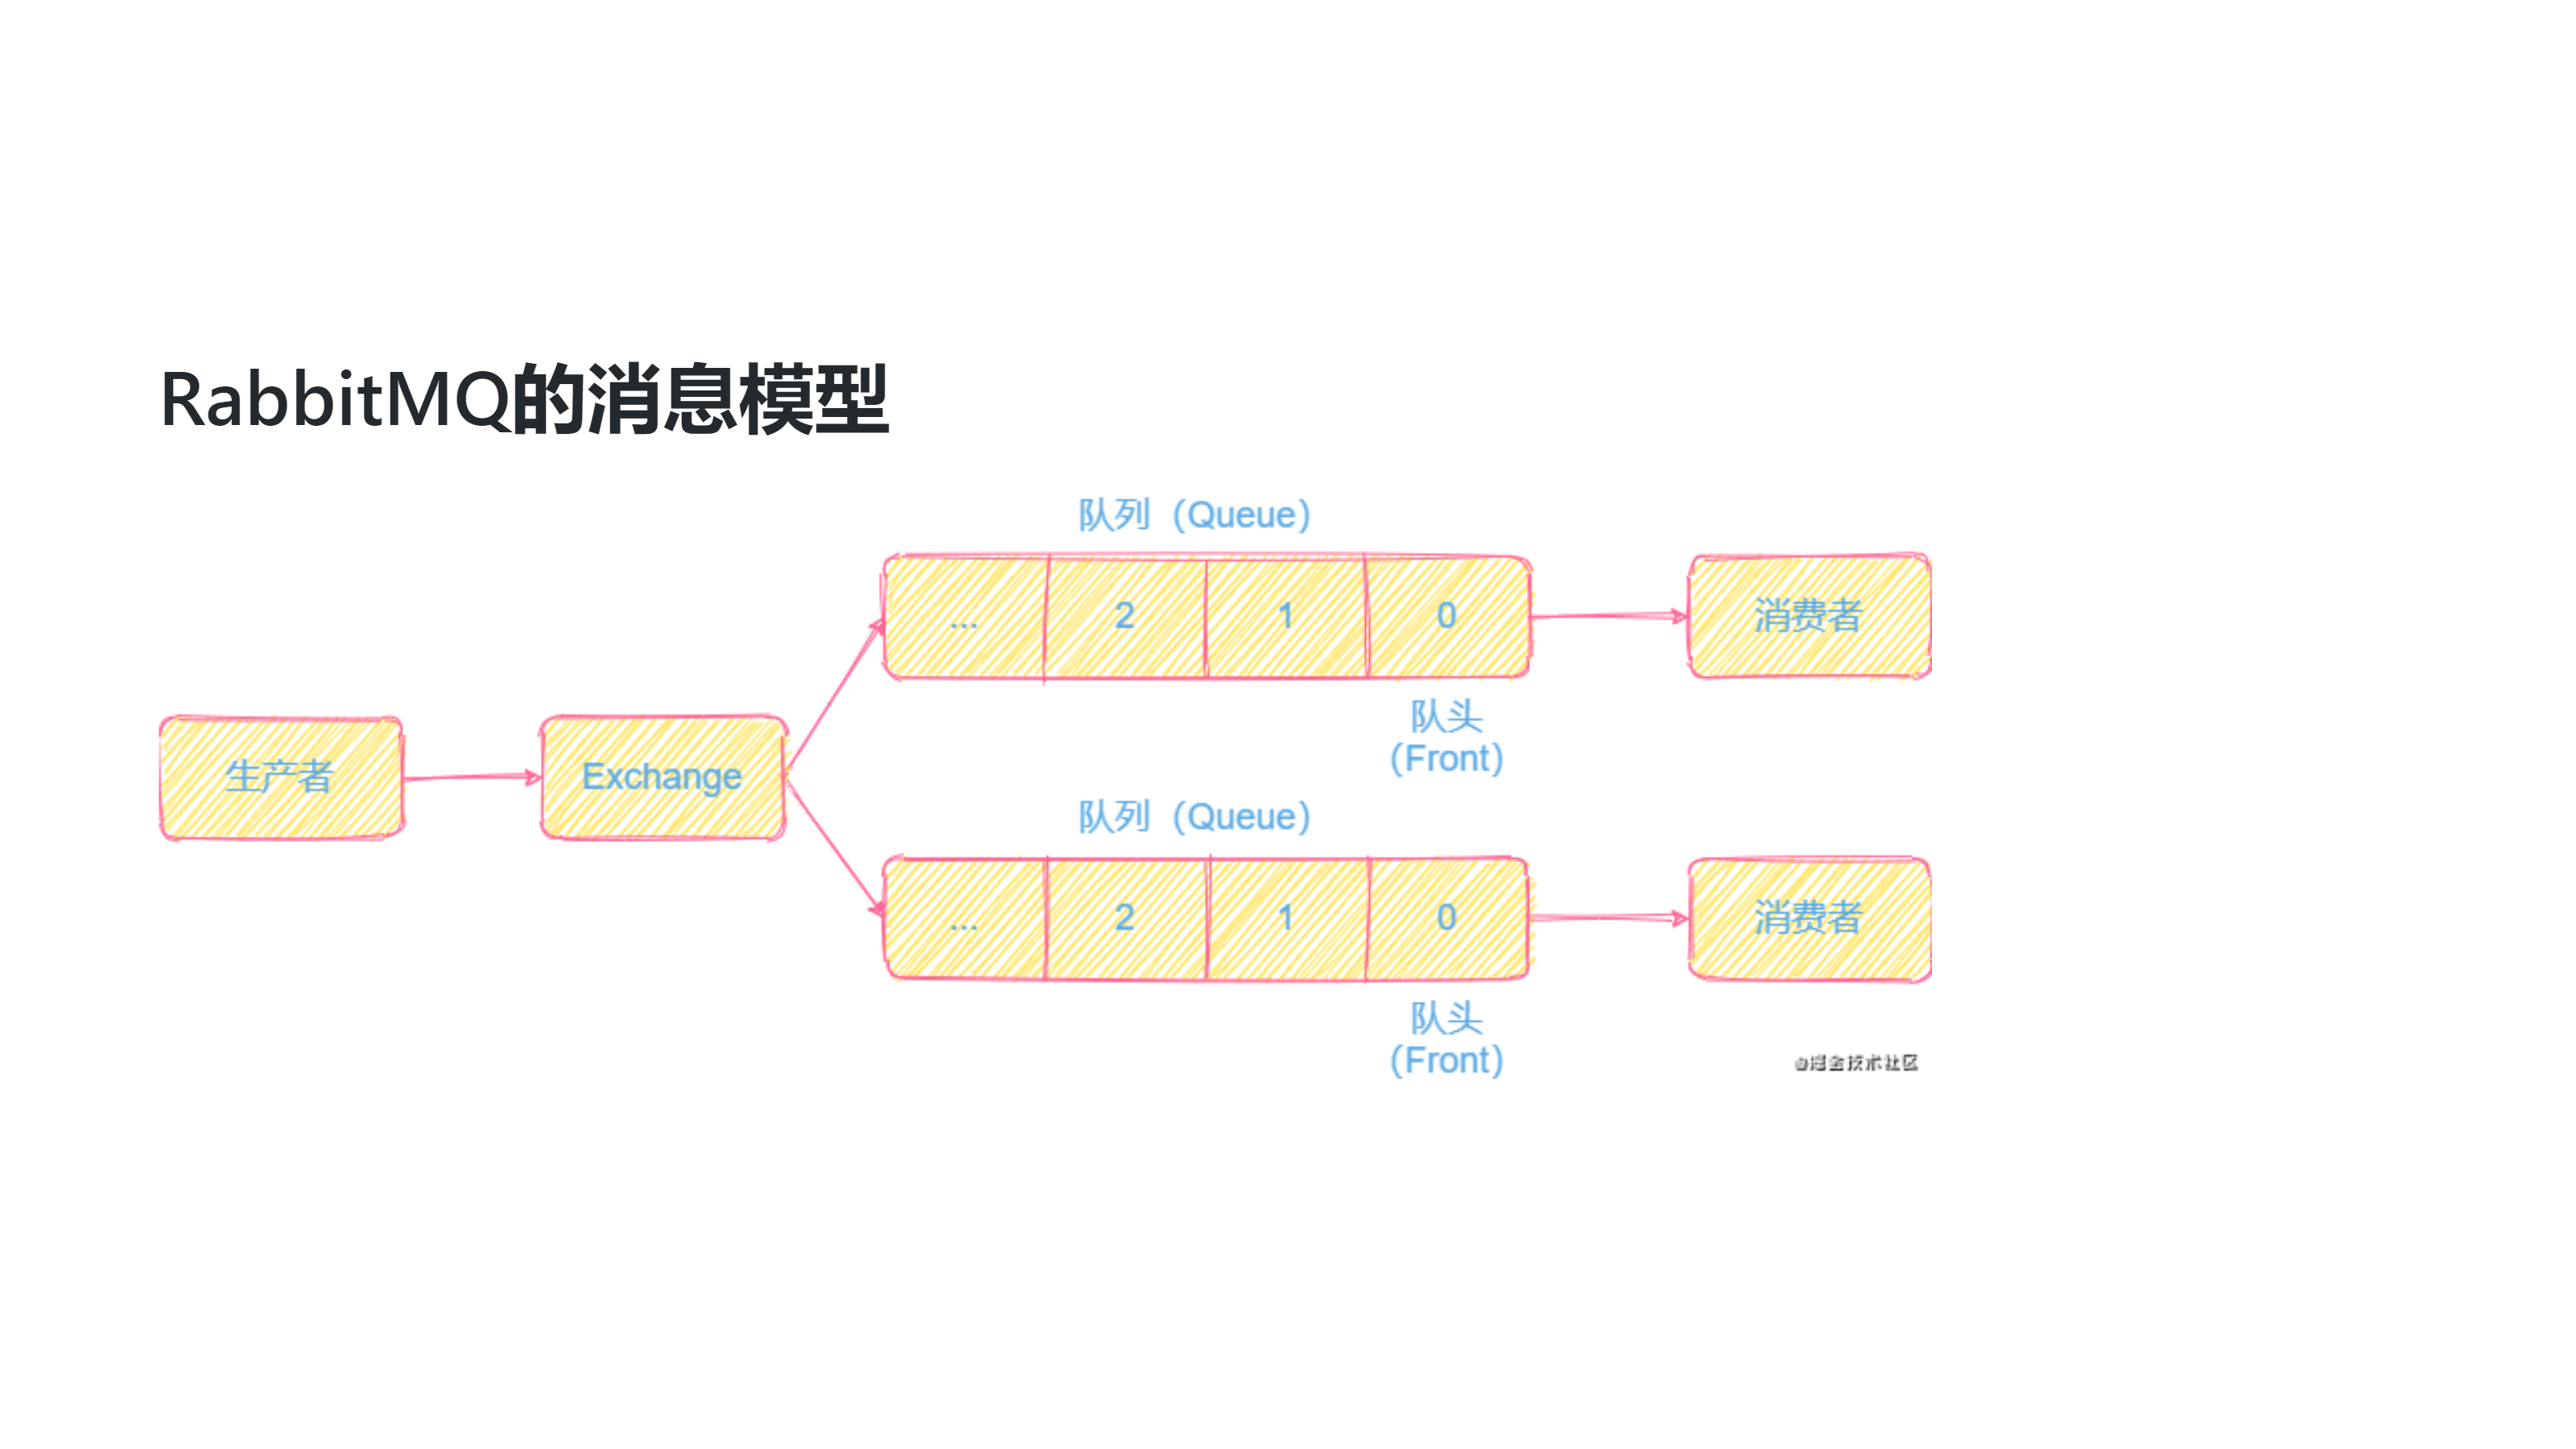 RabbitMQ的消息模型
队列（Queue）
... 2 1 0
消费者
队头
（Front）
生产者
Exchange
队列（Queue）
... 2 1 0
消费者
队头
（Front）
@掘金技术社区